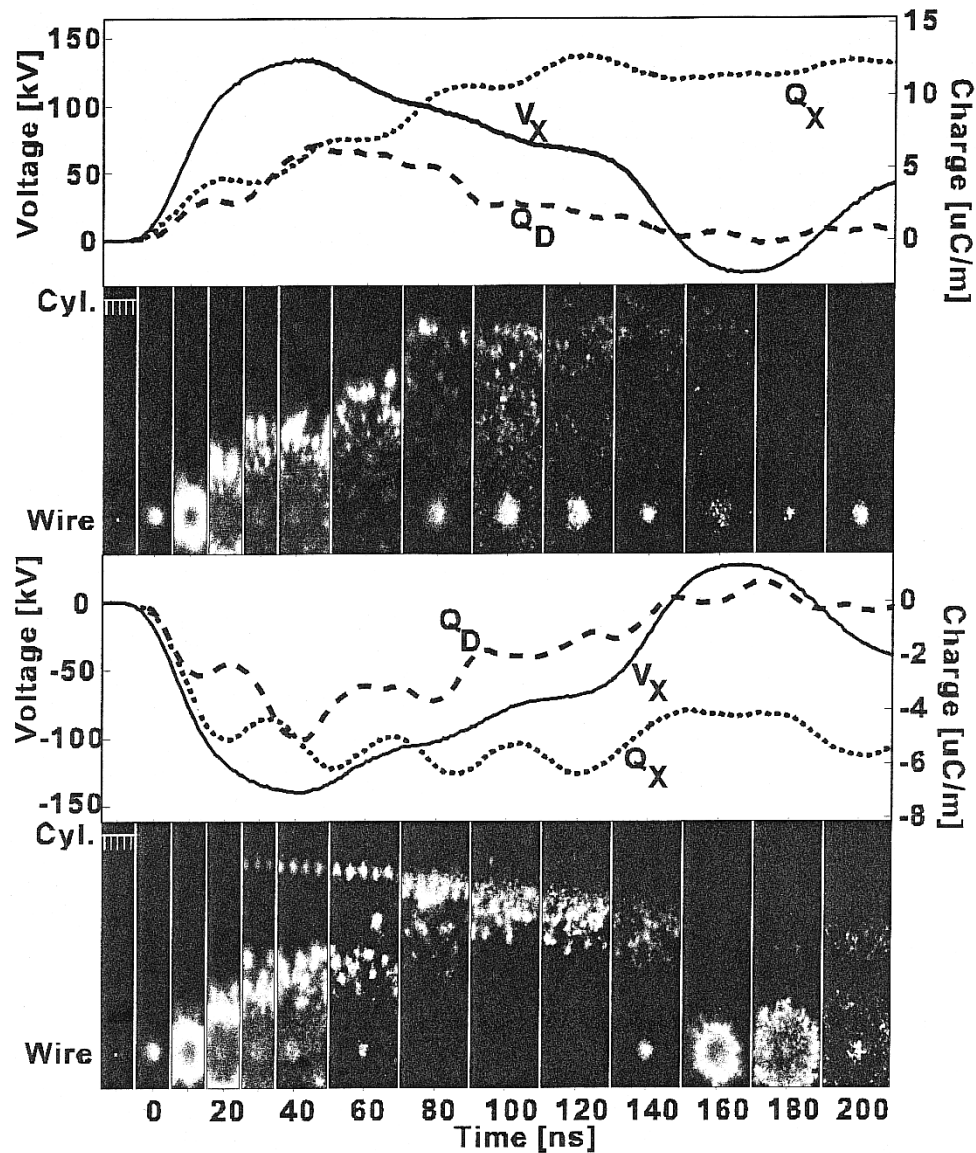 150
100
50
0
Voltage [kV]
15
10
5
0
Charge [uC/m]
V X
Q X
Q D
Cyl.
Wire
0
-50
-100
-150
Voltage [kV]
0
-2
-4
-6
-8
Charge [uC/m]
Q D
V X
Q X
Cyl.
Wire
0 20 40 60 80 100 120 140 160 180 200
Time [ns]